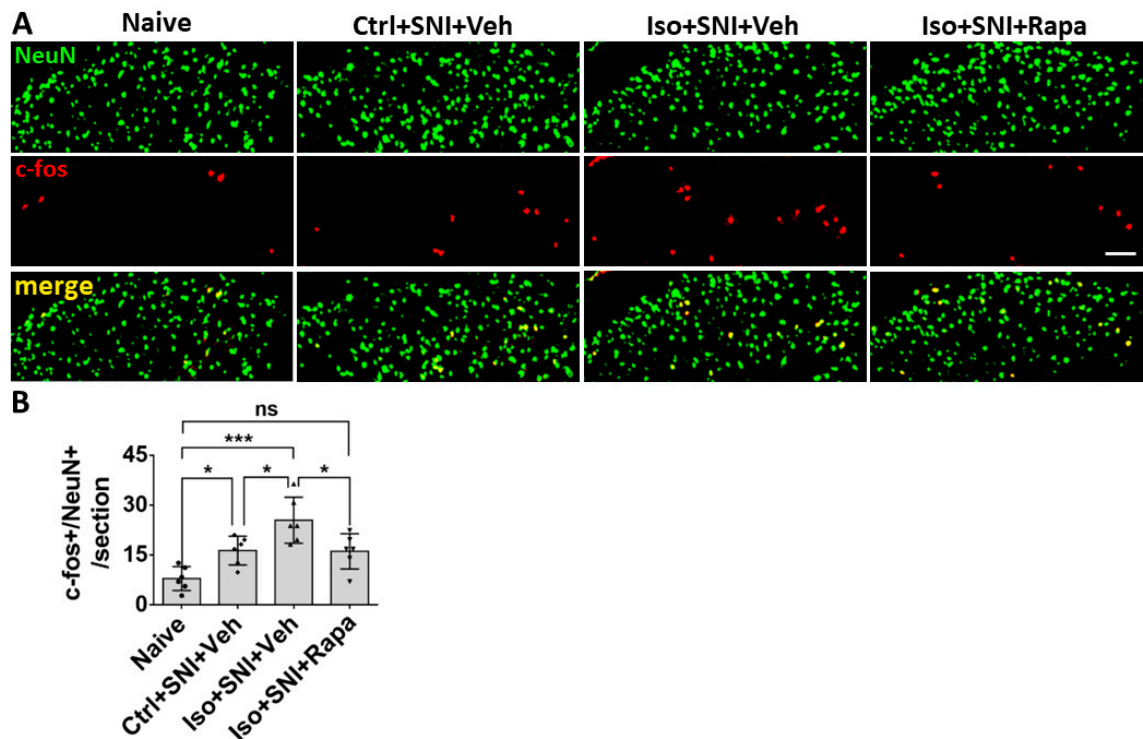 A
Naive
Ctrl+SNI+Veh
Iso+SNI+Veh
Iso+SNI+Rapa
NeuN
c-fos
merge
B
ns
***
* * *
c-fos+/NeuN+
/section
45
30
15
0
Naive
Ctrl+SNI+Veh
Iso+SNI+Veh
Iso+SNI+Rapa